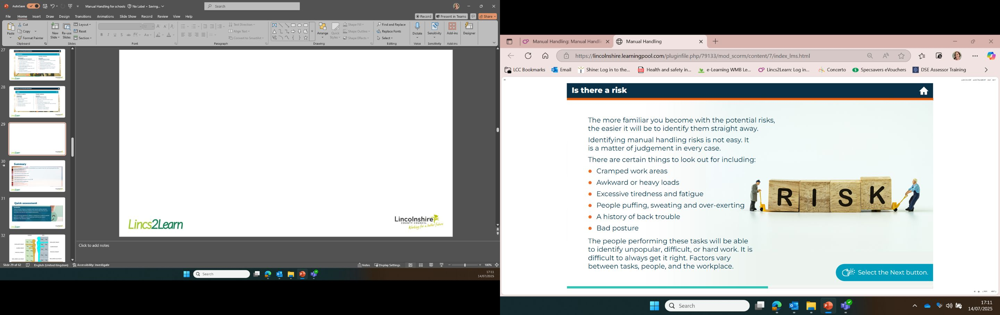 AutoSave
Manual Handling for schools
No Label • Saving...
Search
File Home Insert Draw Design Transitions Animations Slide Show Record Review View Help
Record
Present in Teams
Share
Paste
Cut
Copy
Format Painter
Clipboard
New Slide
Re-use Slides
Layout
Reset
Section
Slides
Font
Text Direction
Align Text
Convert to SmartArt
Paragraph
Arrange
Quick Styles
Shape Fill
Shape Outline
Shape Effects
Drawing
Find and Replace
Replace Fonts
Select
Editing
Dictate
Voice
Sensitivity
Sensitivity
Add-ins
Add-ins
Designer
27
28
29
30
Summary
31
Quick assessment
32
Lincs2Learn
Lincolnshire
COUNTY COUNCIL
Working for a better future
Click to add notes
Slide 29 of 62
English (United Kingdom)
Accessibility: Investigate
Notes
Display Settings
100%
Search
17:11
14/07/2025
Manual Handling: Manual Handlin
Manual Handling
https://lincolnshire.learningpool.com/pluginfile.php/79133/mod_scorm/content/7/index_lms.html
LCC Bookmarks
Email
Shine: Log in to the...
Health and safety in...
e-Learning WMB Le...
Lincs2Learn: Log in...
Concerto
Specsavers eVouchers
DSE Assessor Training
Is there a risk
The more familiar you become with the potential risks,
the easier it will be to identify them straight away.
Identifying manual handling risks is not easy. It
is a matter of judgement in every case.
There are certain things to look out for including:
• Cramped work areas
• Awkward or heavy loads
• Excessive tiredness and fatigue
• People puffing, sweating and over-exerting
• A history of back trouble
• Bad posture
The people performing these tasks will be able
to identify unpopular, difficult, or hard work. It is
difficult to always get it right. Factors vary
between tasks, people, and the workplace.
RISK
Select the Next button.
Search
17:11
14/07/2025